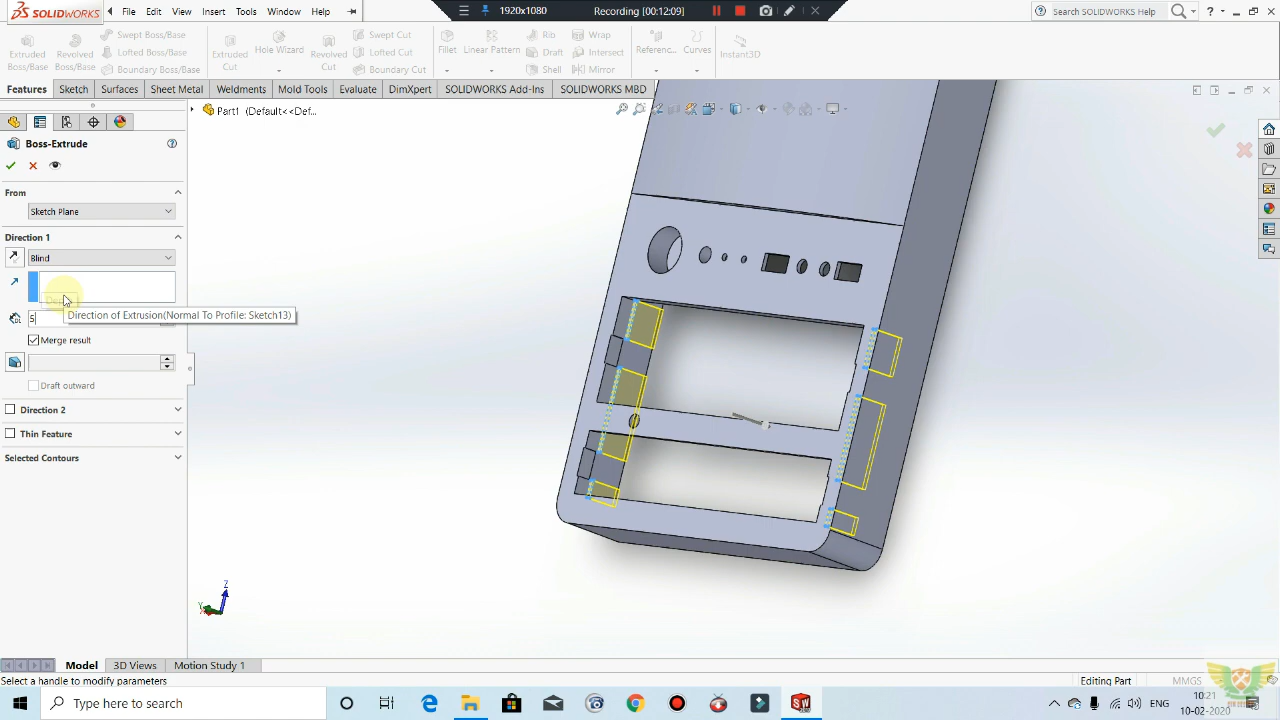 SOLIDWORKS File Edit View Insert Tools Window Help
1920x1080 Recording [00:12:09]
Search SOLIDWORKS Help
Extruded Boss/Base
Revolved Boss/Base
Swept Boss/Base
Lofted Boss/Base
Boundary Boss/Base
Extruded Cut
Hole Wizard
Revolved Cut
Swept Cut
Lofted Cut
Boundary Cut
Fillet
Linear Pattern
Rib
Draft
Shell
Wrap
Intersect
Mirror
Referenc...
Curves
Instant3D
Features Sketch Surfaces Sheet Metal Weldments Mold Tools Evaluate DimXpert SOLIDWORKS Add-Ins SOLIDWORKS MBD
Part1 (Default<<Def...
Boss-Extrude
From
Sketch Plane
Direction 1
Blind
Direction of Extrusion(Normal To Profile: Sketch13)
5
Merge result
Draft outward
Direction 2
Thin Feature
Selected Contours
Z
Y
Model 3D Views Motion Study 1
Select a handle to modify parameters
Editing Part
MMGS
Type here to search
ENG
10:21
10-02-2020